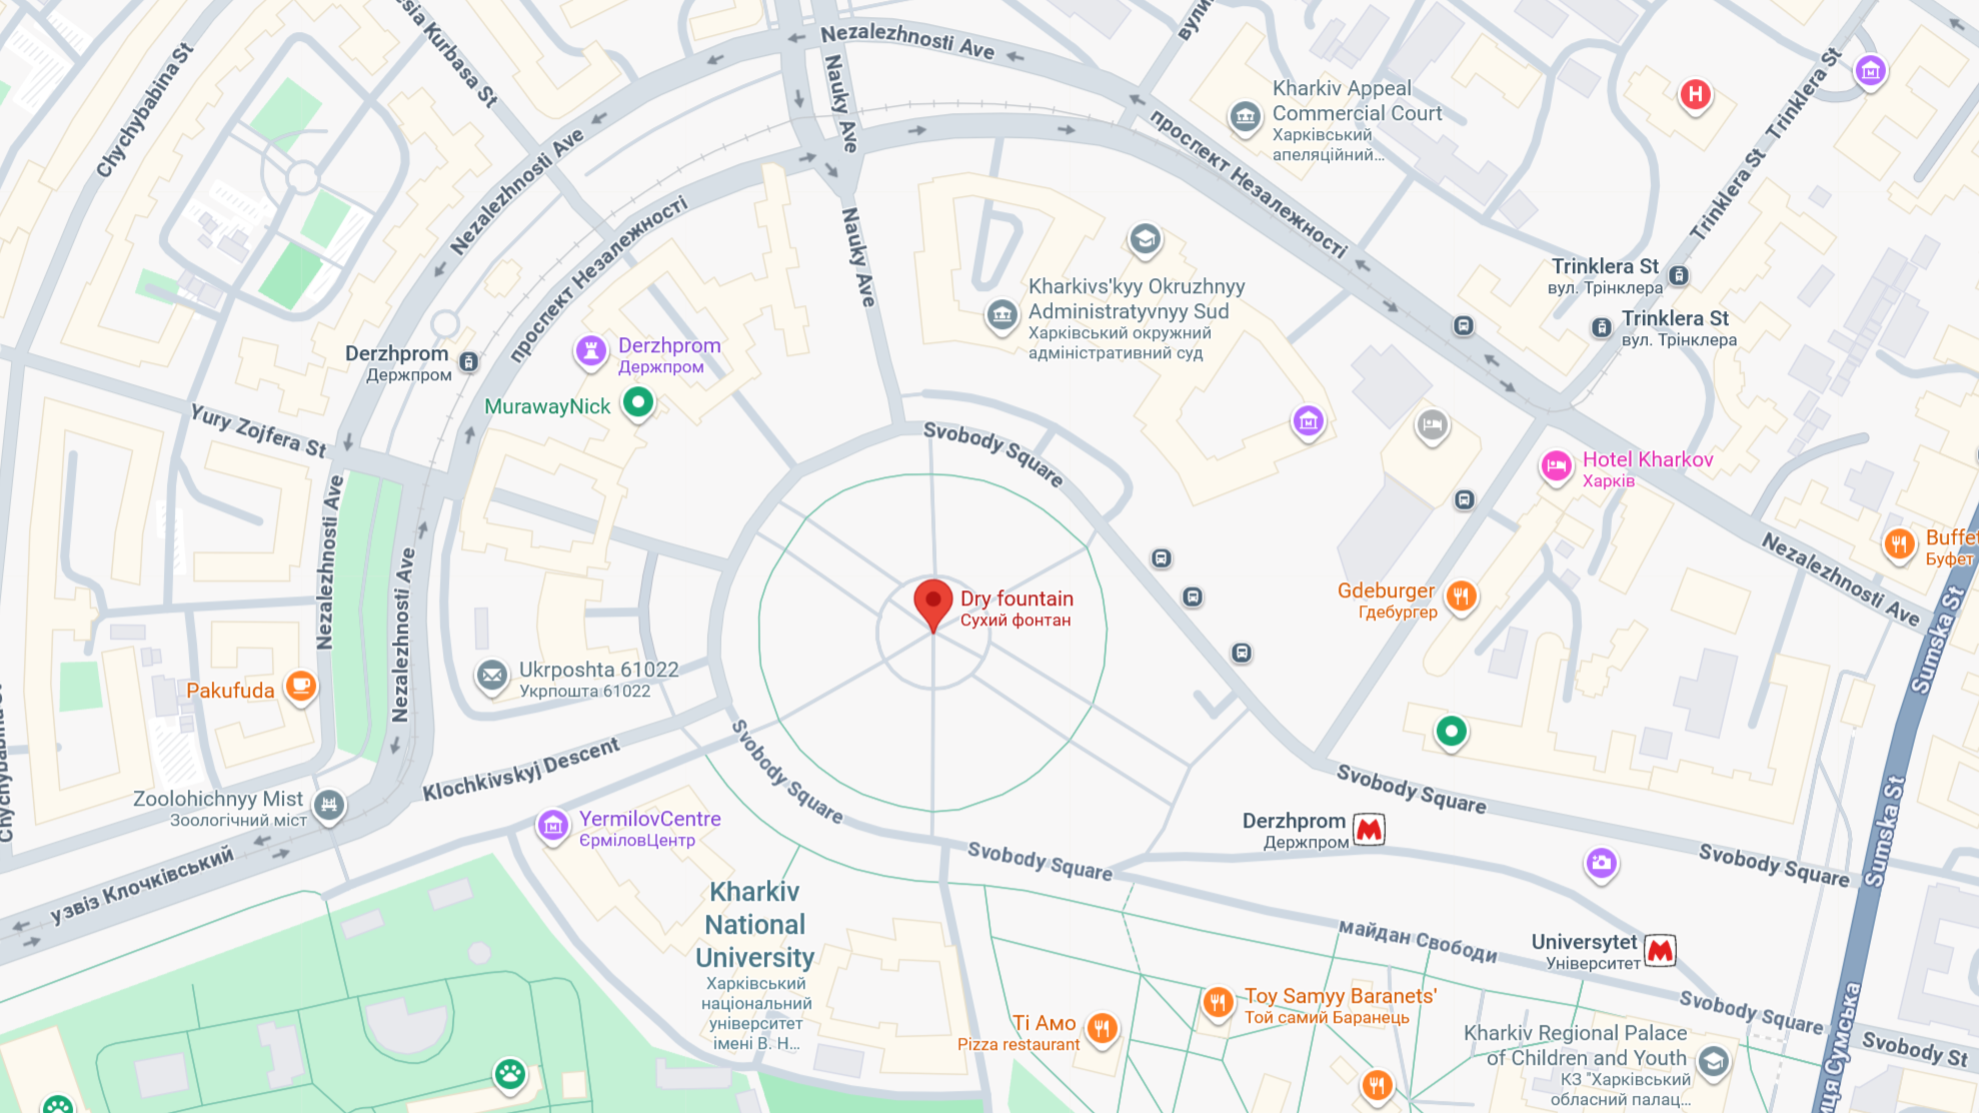 Chychybabina St
Lesia Kurbasa St
Nezalezhnosti Ave
Nauky Ave
Nezalezhnosti Ave
проспект Незалежності
проспект Незалежності
Nauky Ave
Kharkiv Appeal
Commercial Court
Харківський
апеляційний...
H
Trinklera St
Trinklera St
Trinklera St
вул. Трінклера
Trinklera St
вул. Трінклера
Kharkivs'kyy Okruzhnyy
Administratyvnyy Sud
Харківський окружний
адміністративний суд
Derzhprom
Держпром
Derzhprom
Держпром
MurawayNick
Yury Zojfera St
Svobody Square
Hotel Kharkov
Харків
Nezalezhnosti Ave
Buffet
Буфет
Nezalezhnosti Ave
Nezalezhnosti Ave
Gdeburger
Гдебургер
Dry fountain
Сухий фонтан
Sumska St
Ukrposhta 61022
Укрпошта 61022
Pakufuda
Klochkivskyj Descent
Svobody Square
Svobody Square
Zoolohichnyy Mist
Зоологічний міст
YermilovCentre
ЄрміловЦентр
Derzhprom
Держпром
Sumska St
Svobody Square
Svobody Square
узвіз Клочківський
Kharkiv
National
University
Харківський
національний
університет
імені В. Н...
майдан Свободи
Universytet
Університет
Svobody Square
Svobody St
Toy Samyy Baranets'
Той самий Баранець
Ті Амо
Pizza restaurant
Kharkiv Regional Palace
of Children and Youth
КЗ "Харківський
обласний палац...